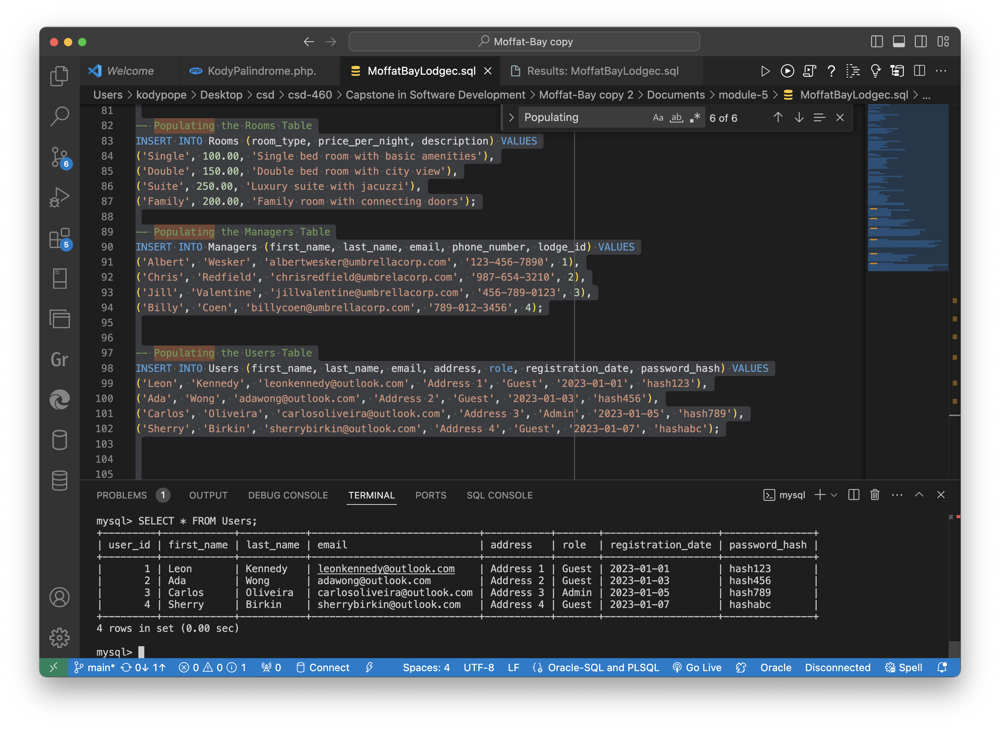 Moffat-Bay copy
Welcome
KodyPalindrome.php.
MoffatBayLodgec.sql
Results: MoffatBayLodgec.sql
Users > kodypope > Desktop > csd > csd-460 > Capstone in Software Development > Moffat-Bay copy 2 > Documents > module-5 > MoffatBayLodgec.sql > ...
Populating Aa ab .* 6 of 6
81
82 -- Populating the Rooms Table
83 INSERT INTO Rooms (room_type, price_per_night, description) VALUES
84 ('Single', 100.00, 'Single bed room with basic amenities'),
85 ('Double', 150.00, 'Double bed room with city view'),
86 ('Suite', 250.00, 'Luxury suite with jacuzzi'),
87 ('Family', 200.00, 'Family room with connecting doors');
88
89 -- Populating the Managers Table
90 INSERT INTO Managers (first_name, last_name, email, phone_number, lodge_id) VALUES
91 ('Albert', 'Wesker', 'albertwesker@umbrellacorp.com', '123-456-7890', 1),
92 ('Chris', 'Redfield', 'chrisredfield@umbrelacorp.com', '987-654-3210', 2),
93 ('Jill', 'Valentine', 'jillvalentine@umbrellacorp.com', '456-789-0123', 3),
94 ('Billy', 'Coen', 'billycoen@umbrellacorp.com', '789-012-3456', 4);
95
96
97 -- Populating the Users Table
98 INSERT INTO Users (first_name, last_name, email, address, role, registration_date, password_hash) VALUES
99 ('Leon', 'Kennedy', 'leonkennedy@outlook.com', 'Address 1', 'Guest', '2023-01-01', 'hash123'),
100 ('Ada', 'Wong', 'adawong@outlook.com', 'Address 2', 'Guest', '2023-01-03', 'hash456'),
101 ('Carlos', 'Oliveira', 'carlosoliveira@outlook.com', 'Address 3', 'Admin', '2023-01-05', 'hash789'),
102 ('Sherry', 'Birkin', 'sherrybirkin@outlook.com', 'Address 4', 'Guest', '2023-01-07', 'hashabc');
103
104
105
6
5
Gr
PROBLEMS 1 OUTPUT DEBUG CONSOLE TERMINAL PORTS SQL CONSOLE mysql
mysql> SELECT * FROM Users;
+---------+------------+-----------+----------------------------+-----------+-------+-------------------+---------------+
| user_id | first_name | last_name | email | address | role | registration_date | password_hash |
+---------+------------+-----------+----------------------------+-----------+-------+-------------------+---------------+
| 1 | Leon | Kennedy | leonkennedy@outlook.com | Address 1 | Guest | 2023-01-01 | hash123 |
| 2 | Ada | Wong | adawong@outlook.com | Address 2 | Guest | 2023-01-03 | hash456 |
| 3 | Carlos | Oliveira | carlosoliveira@outlook.com | Address 3 | Admin | 2023-01-05 | hash789 |
| 4 | Sherry | Birkin | sherrybirkin@outlook.com | Address 4 | Guest | 2023-01-07 | hashabc |
+---------+------------+-----------+----------------------------+-----------+-------+-------------------+---------------+
4 rows in set (0.00 sec)
mysql>
main* 0↓ 1↑ 0 0 1 0 Connect Spaces: 4 UTF-8 LF Oracle-SQL and PLSQL Go Live Oracle Disconnected Spell